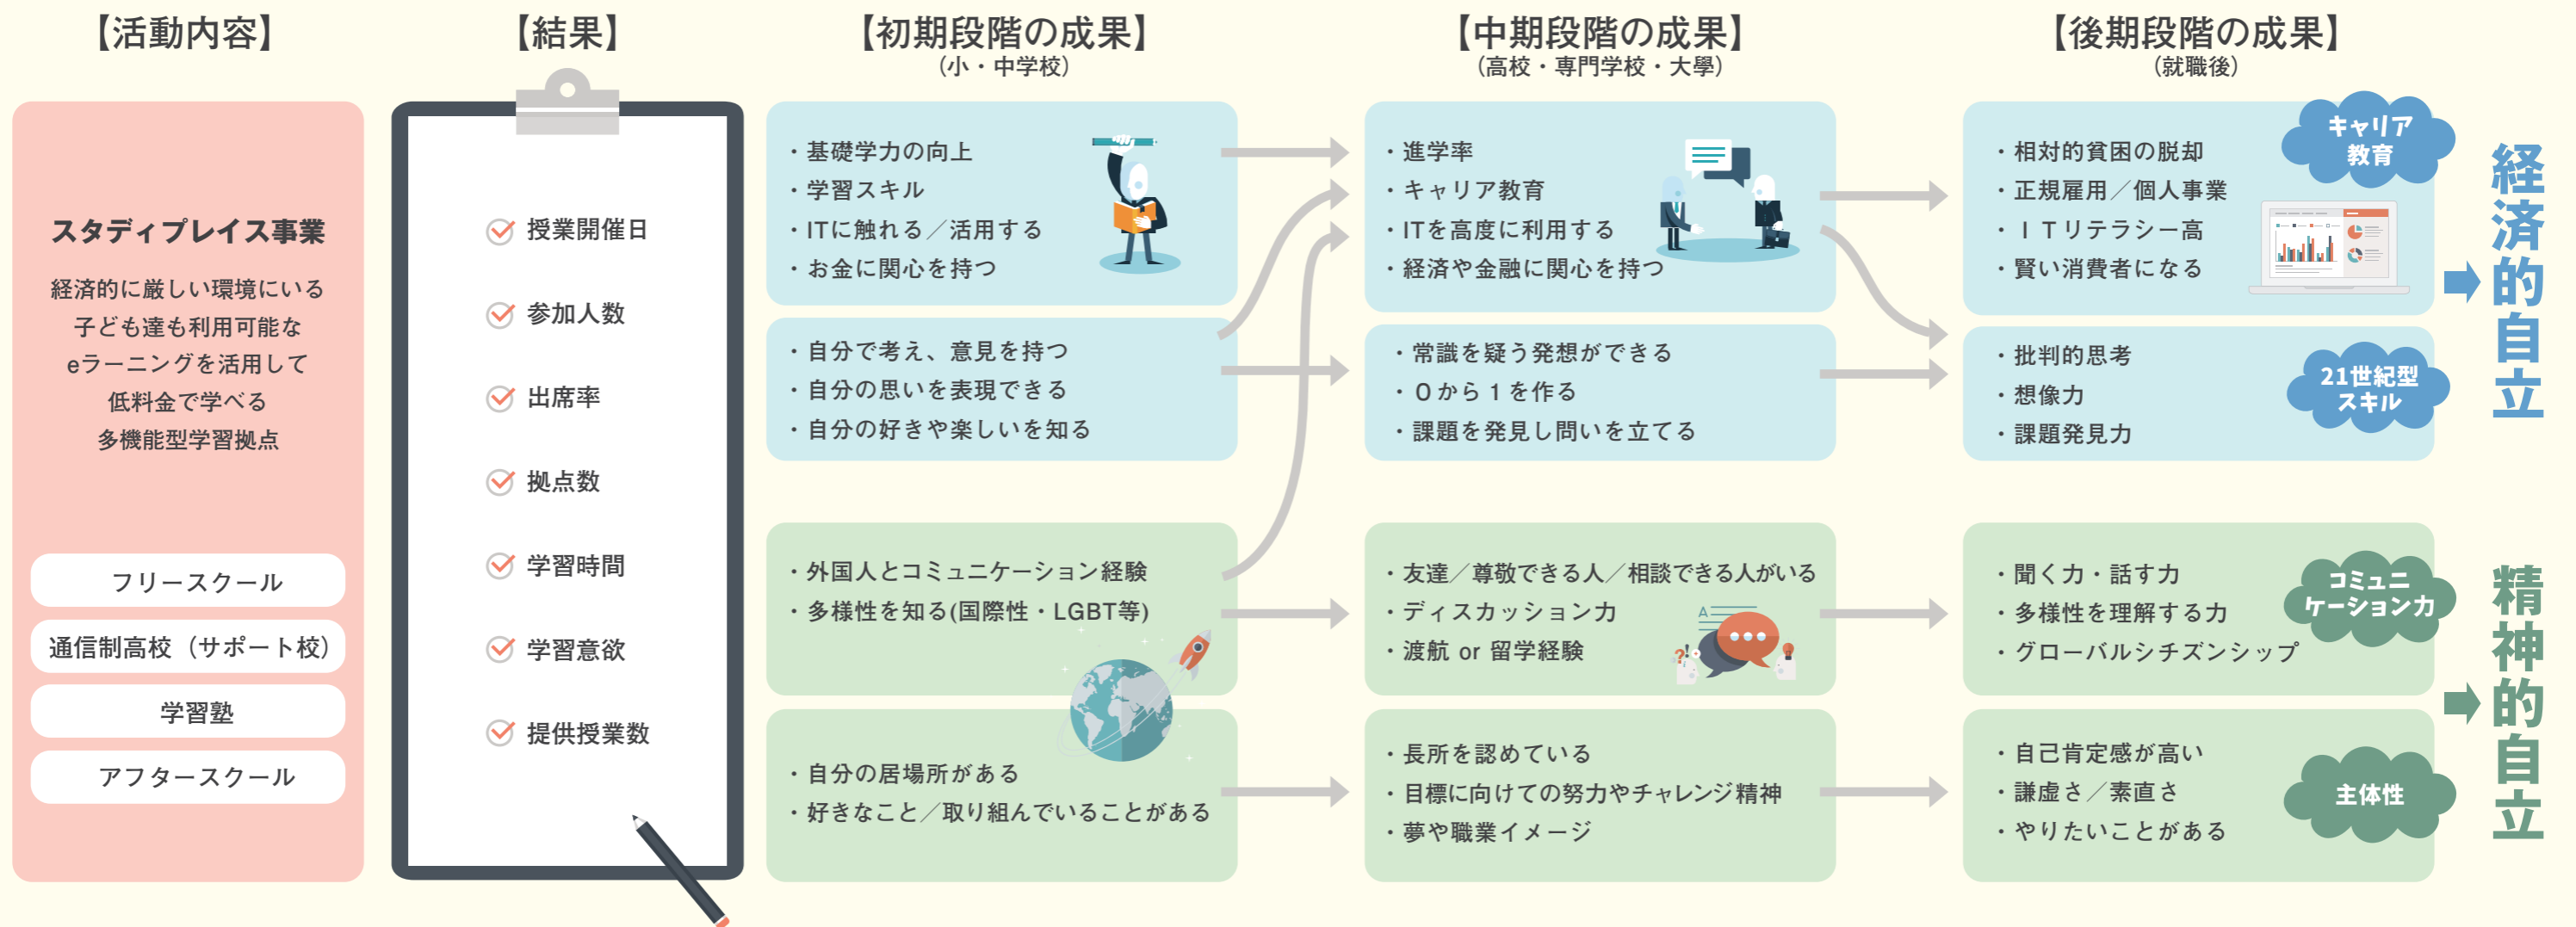 【活動内容】
スタディプレイス事業
経済的に厳しい環境にいる
子ども達も利用可能な
eラーニングを活用して
低料金で学べる
多機能型学習拠点
フリースクール
通信制高校（サポート校）
学習塾
アフタースクール
【結果】
授業開催日
参加人数
出席率
拠点数
学習時間
学習意欲
提供授業数
【初期段階の成果】
（小・中学校）
・基礎学力の向上
・学習スキル
・ITに触れる／活用する
・お金に関心を持つ
・自分で考え、意見を持つ
・自分の思いを表現できる
・自分の好きや楽しいを知る
・外国人とコミュニケーション経験
・多様性を知る(国際性・LGBT等)
・自分の居場所がある
・好きなこと／取り組んでいることがある
【中期段階の成果】
（高校・専門学校・大學）
・進学率
・キャリア教育
・ITを高度に利用する
・経済や金融に関心を持つ
・常識を疑う発想ができる
・０から１を作る
・課題を発見し問いを立てる
・友達／尊敬できる人／相談できる人がいる
・ディスカッション力
・渡航 or 留学経験
A
?!
・長所を認めている
・目標に向けての努力やチャレンジ精神
・夢や職業イメージ
【後期段階の成果】
（就職後）
・相対的貧困の脱却
・正規雇用／個人事業
・ＩＴリテラシー高
・賢い消費者になる
キャリア
教育
・批判的思考
・想像力
・課題発見力
21世紀型
スキル
・聞く力・話す力
・多様性を理解する力
・グローバルシチズンシップ
コミュニ
ケーション力
・自己肯定感が高い
・謙虚さ／素直さ
・やりたいことがある
主体性
経済的自立
精神的自立